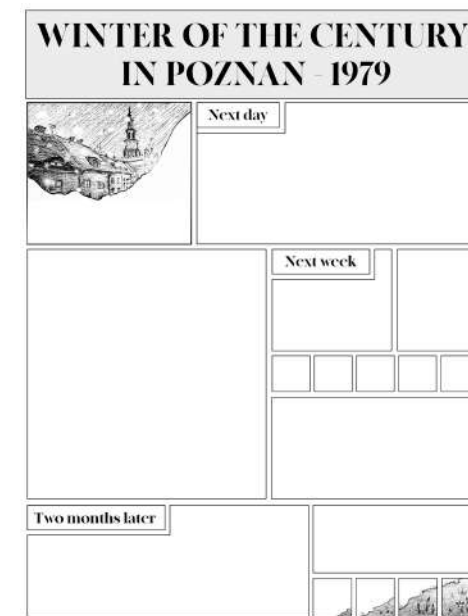 WINTER OF THE CENTURY
IN POZNAN - 1979
Next day
Next week
Two months later